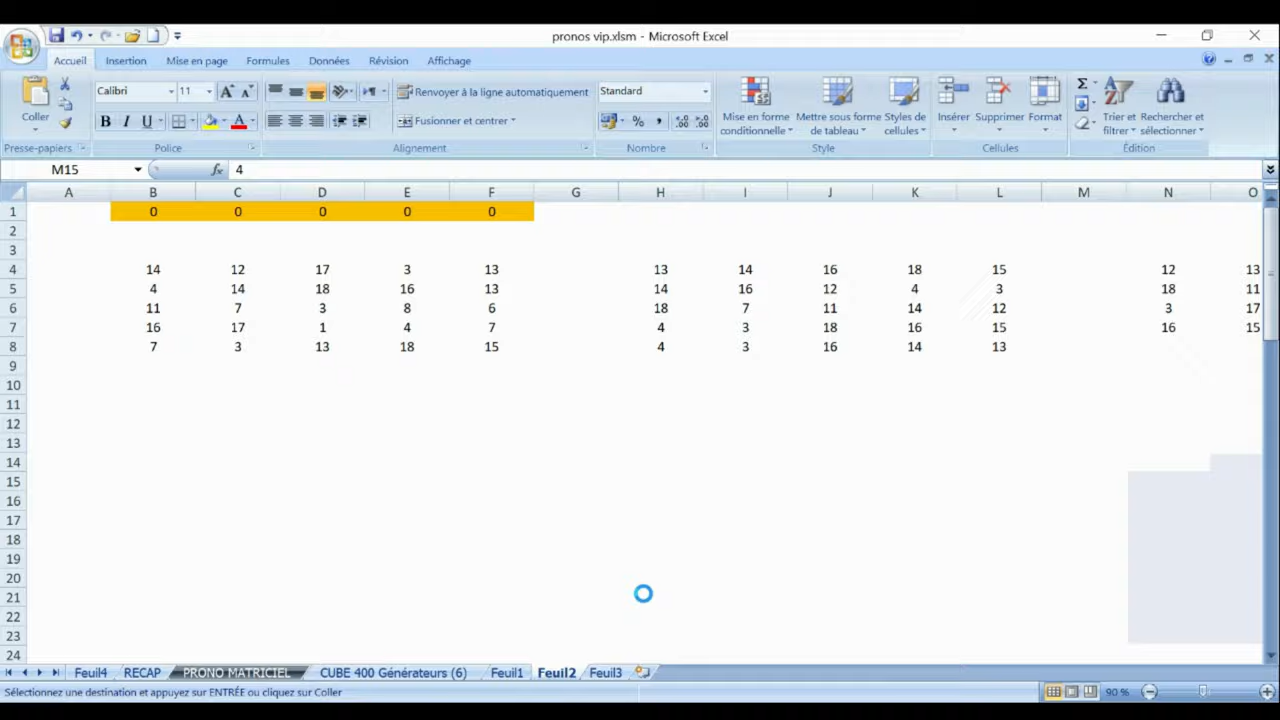 pronos vip.xlsm - Microsoft Excel
Accueil Insertion Mise en page Formules Données Révision Affichage
Calibri 11 Renvoyer à la ligne automatiquement Standard
Coller G I S Fusionner et centrer % Mise en forme conditionnelle Mettre sous forme de tableau Styles de cellules Insérer Supprimer Format Trier et filtrer Rechercher et sélectionner
Presse-papiers Police Alignement Nombre Style Cellules Édition
M15 fx 4
A B C D E F G H I J K L M N O
1 0 0 0 0 0
2
3
4 14 12 17 3 13 13 14 16 18 15 12 13
5 4 14 18 16 13 14 16 12 4 3 18 11
6 11 7 3 8 6 18 7 11 14 12 3 17
7 16 17 1 4 7 4 3 18 16 15 16 15
8 7 3 13 18 15 4 3 16 14 13
9
10
11
12
13
14
15
16
17
18
19
20
21
22
23
24
Feuil4 RECAP PRONO MATRICIEL CUBE 400 Générateurs (6) Feuil1 Feuil2 Feuil3
Sélectionnez une destination et appuyez sur ENTRÉE ou cliquez sur Coller 90 %